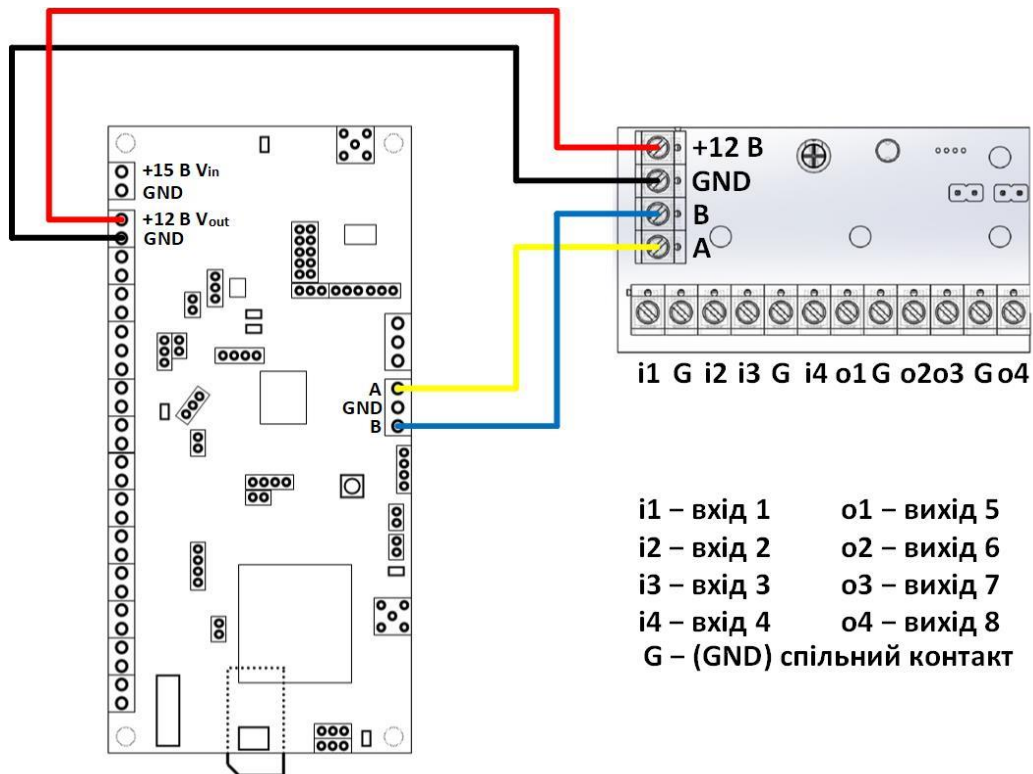 +15 В Vin
GND
+12 В Vout
GND
A
GND
B
+12 В
GND
B
A
i1 G i2 i3 G i4 o1 G o2 o3 G o4
i1 – вхід 1 o1 – вихід 5
i2 – вхід 2 o2 – вихід 6
i3 – вхід 3 o3 – вихід 7
i4 – вхід 4 o4 – вихід 8
G – (GND) спільний контакт